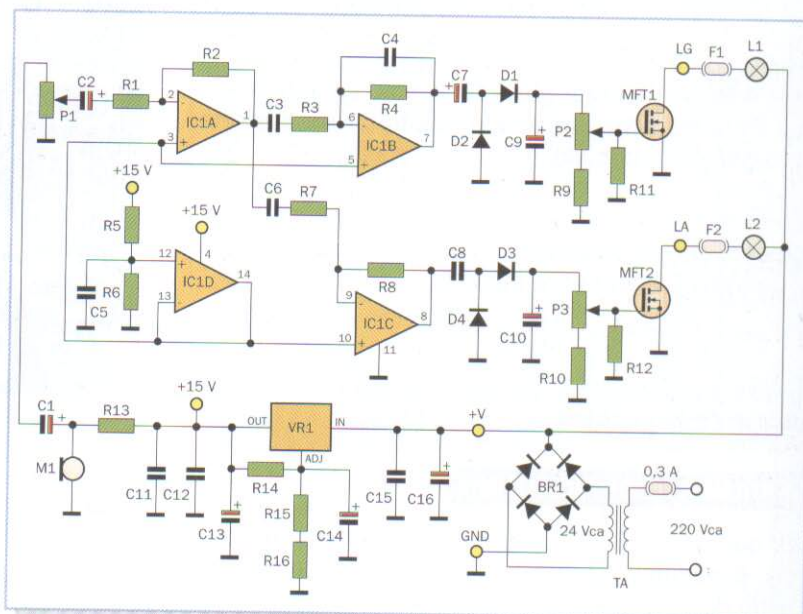 C4
R2
C2 R1 C7 D1 LG F1 L1
P1 2 - IC1A 1 C3 R3 R4 MFT1
3 + 6 - IC1B 7 D2 C9 P2
5 + R9 R11
+15 V C6 R7
R5 +15 V LA F2 L2
12 + 4 R8 C8 D3
R6 IC1D 14 MFT2
C5 13 - 9 - IC1C 8 D4 C10 P3
10 + 11 R10 R12
C1 + R13 +15 V OUT VR1 IN +V
M1 ADJ 0,3 A
C11 C12 R14 C15 C16 BR1
C13 R15 C14 GND 24 Vca 220 Vca
R16 TA